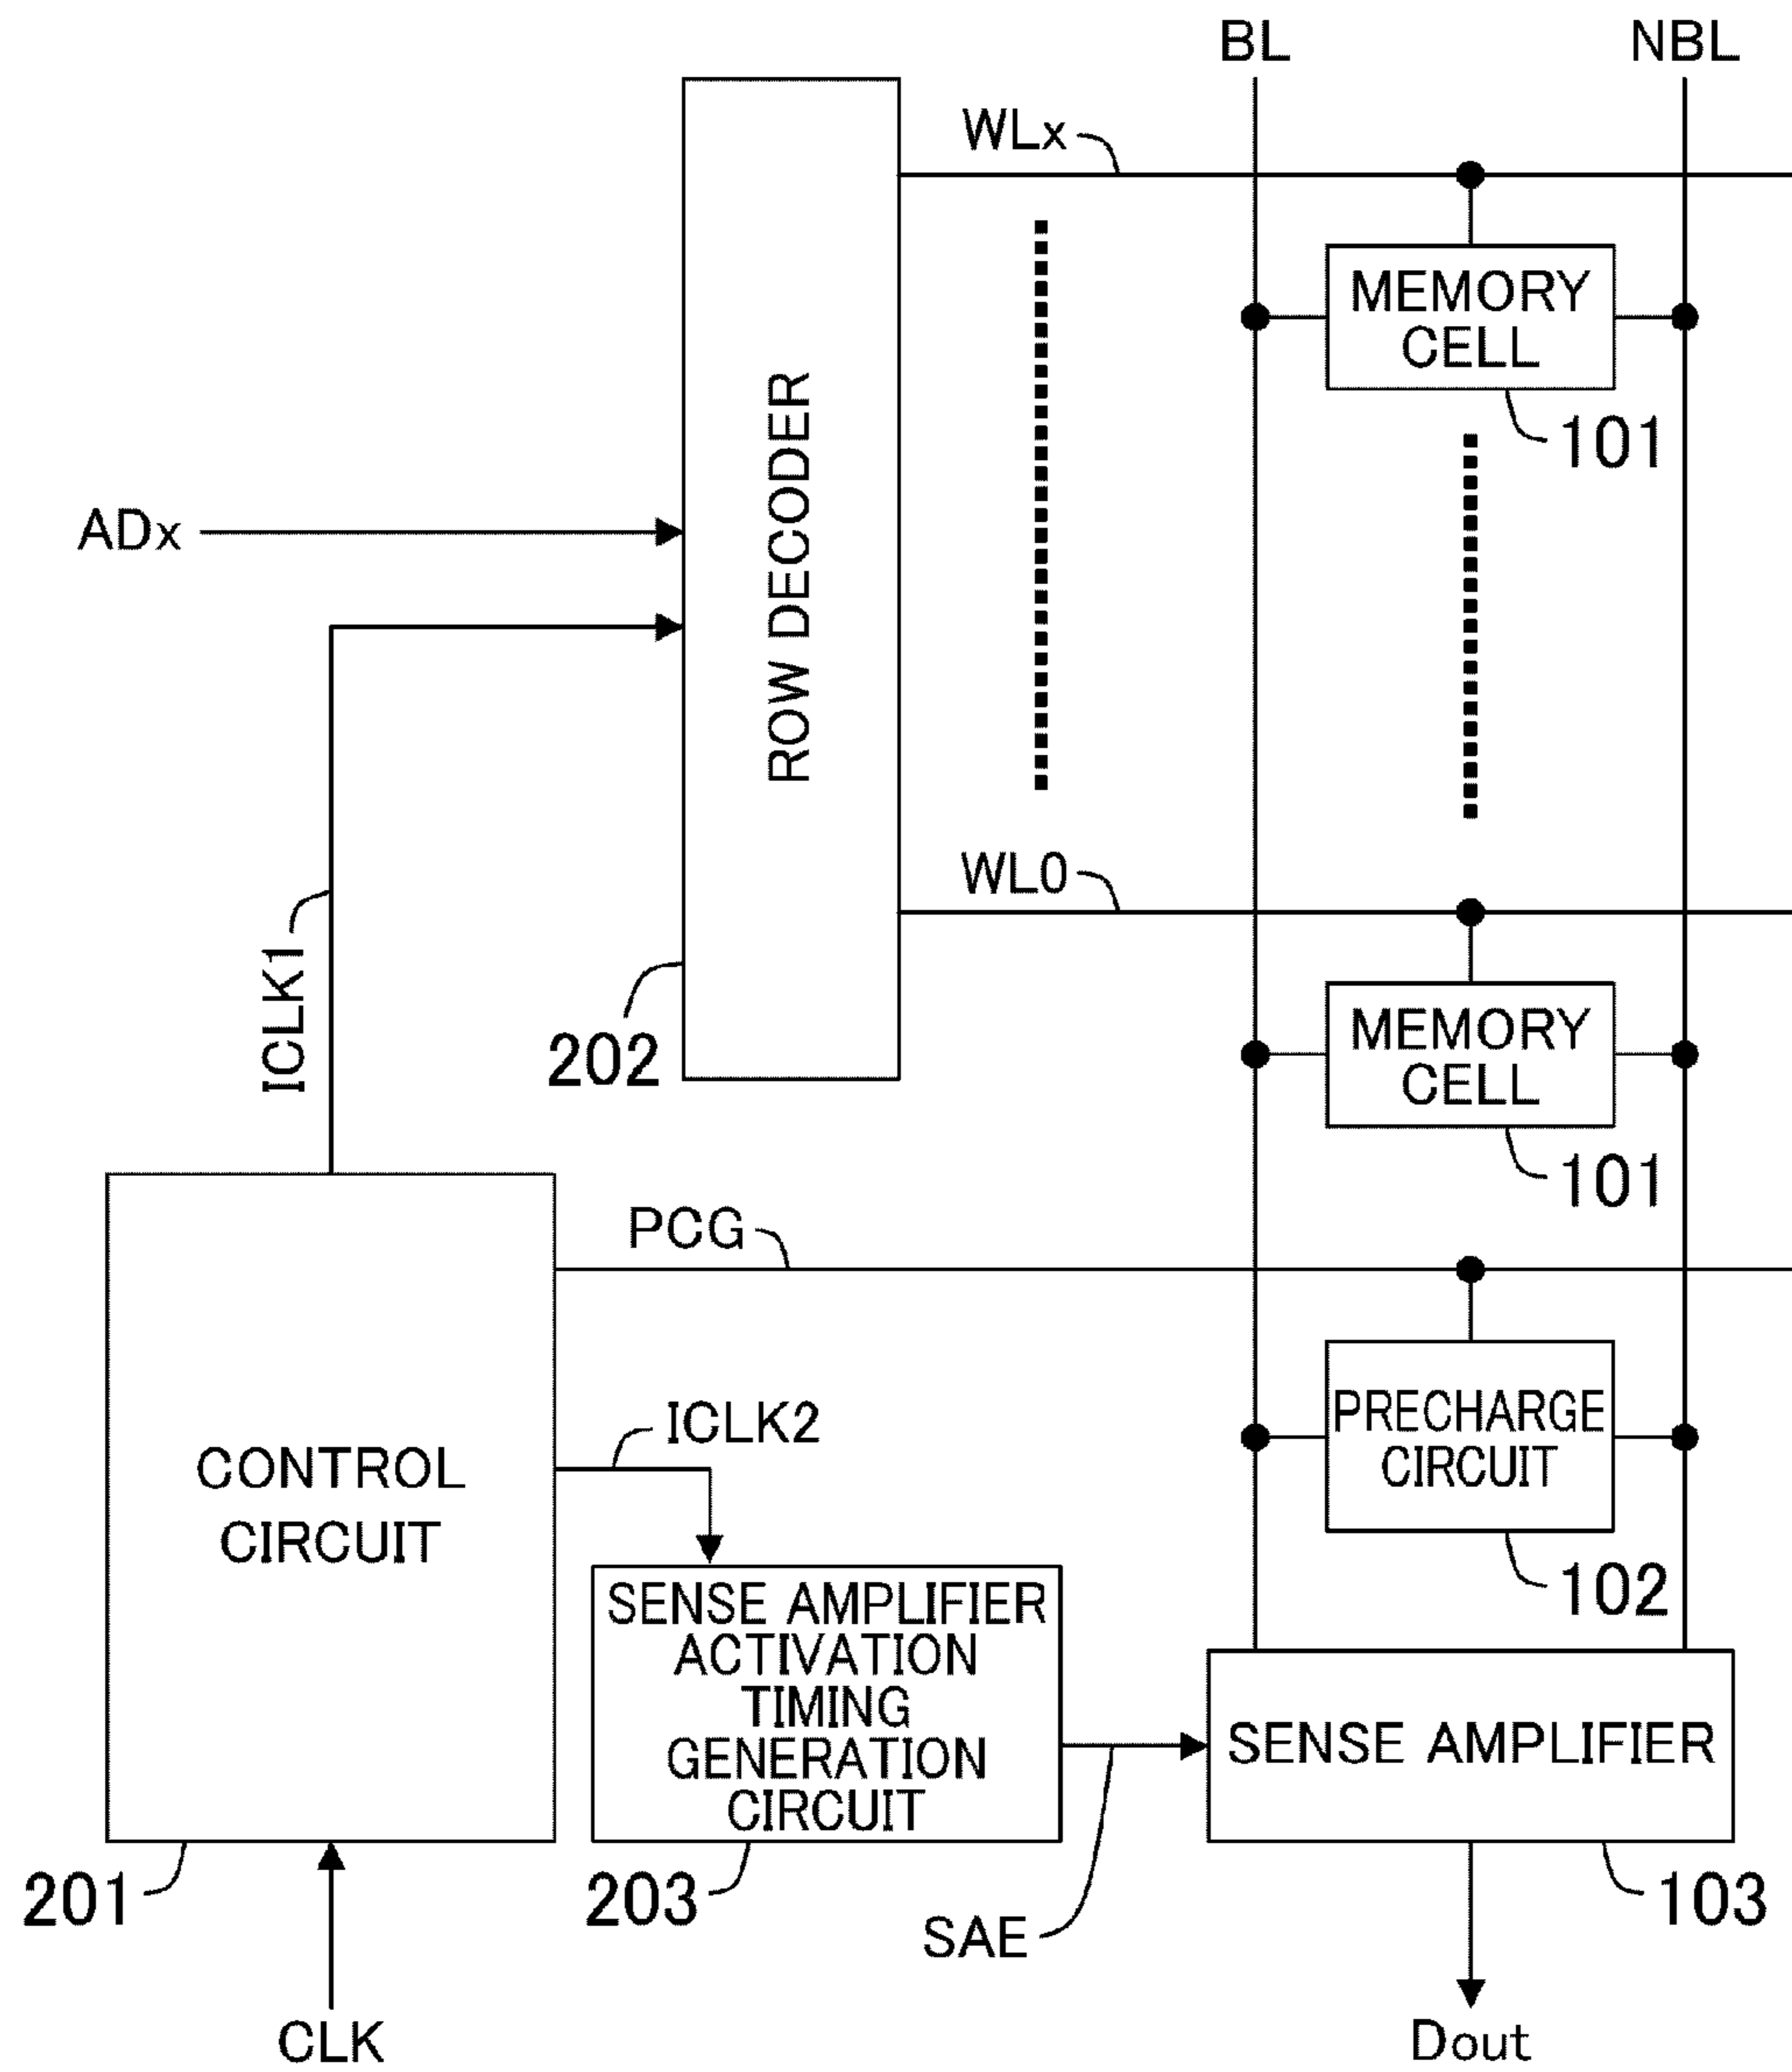 BL
NBL
WLx
MEMORY
CELL
101
ADx
ROW DECODER
WL0
ICLK1
202
MEMORY
CELL
101
PCG
PRECHARGE
CIRCUIT
ICLK2
CONTROL
CIRCUIT
102
SENSE AMPLIFIER
ACTIVATION
TIMING
GENERATION
CIRCUIT
SENSE AMPLIFIER
201
203
SAE
103
CLK
Dout